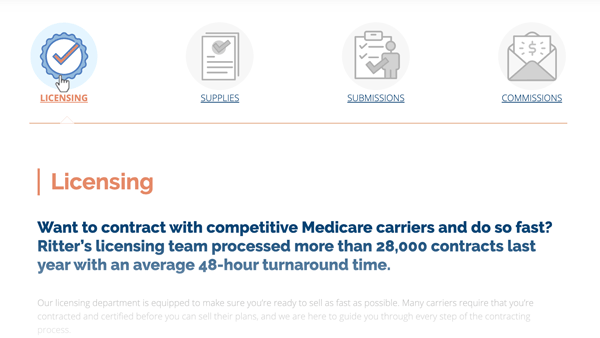 LICENSING
SUPPLIES
SUBMISSIONS
COMMISSIONS
Licensing
Want to contract with competitive Medicare carriers and do so fast?
Ritter's licensing team processed more than 28,000 contracts last
year with an average 48-hour turnaround time.
Our licensing department is equipped to make sure you're ready to sell as fast as possible. Many carriers require that you're
contracted and certified before you can sell their plans, and we are here to guide you through every step of the contracting
process.